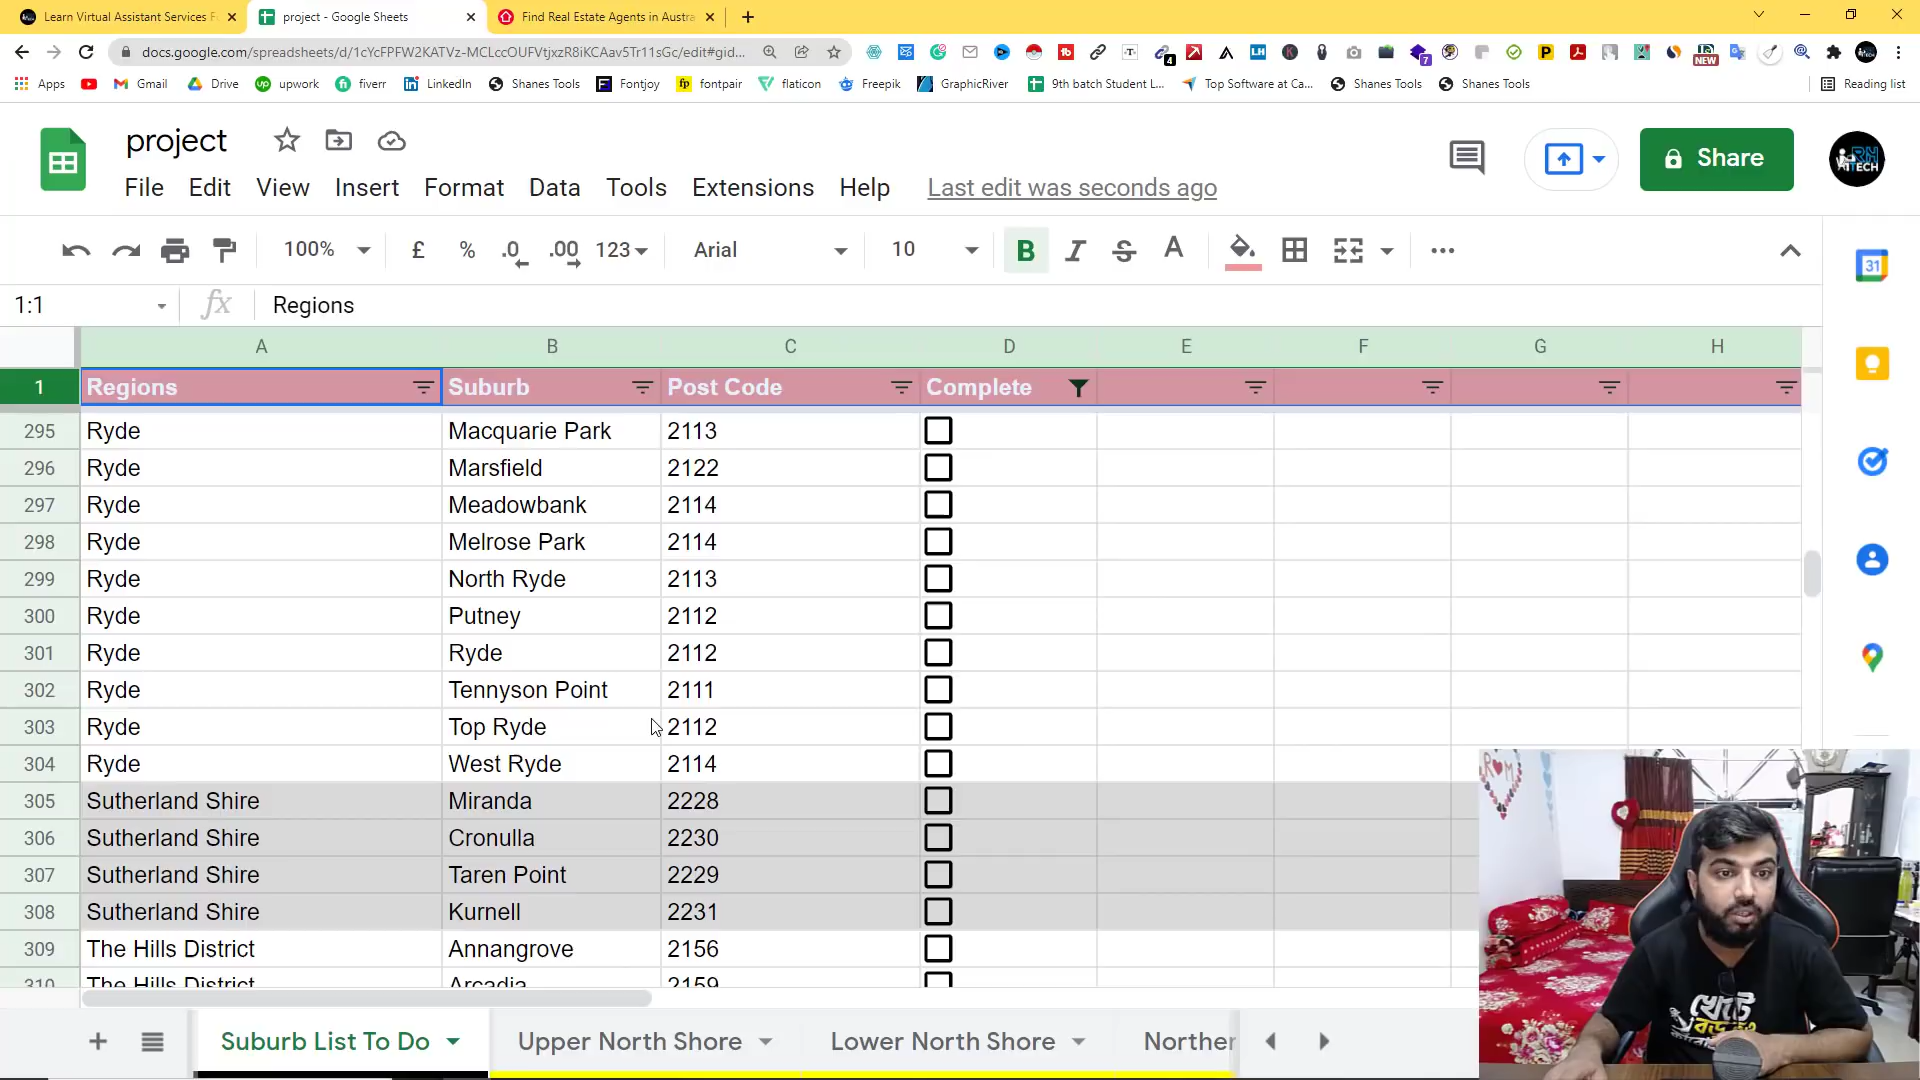 Learn Virtual Assistant Services F
project - Google Sheets
Find Real Estate Agents in Austra
docs.google.com/spreadsheets/d/1cYcFPFW2KATVz-MCLccOUFVtjxzR8iKCAav5Tr11sGc/edit#gid...
Apps
Gmail
Drive
upwork
fiverr
LinkedIn
Shanes Tools
Fontjoy
fontpair
flaticon
Freepik
GraphicRiver
9th batch Student L...
Top Software at Ca...
Shanes Tools
Shanes Tools
Reading list
project
Share
File Edit View Insert Format Data Tools Extensions Help Last edit was seconds ago
100% £ % .0 .00 123 Arial 10 B I S A
1:1 fx Regions
A B C D E F G H
1 Regions Suburb Post Code Complete
295 Ryde Macquarie Park 2113
296 Ryde Marsfield 2122
297 Ryde Meadowbank 2114
298 Ryde Melrose Park 2114
299 Ryde North Ryde 2113
300 Ryde Putney 2112
301 Ryde Ryde 2112
302 Ryde Tennyson Point 2111
303 Ryde Top Ryde 2112
304 Ryde West Ryde 2114
305 Sutherland Shire Miranda 2228
306 Sutherland Shire Cronulla 2230
307 Sutherland Shire Taren Point 2229
308 Sutherland Shire Kurnell 2231
309 The Hills District Annangrove 2156
310 The Hills District Arcadia 2159
Suburb List To Do Upper North Shore Lower North Shore Norther